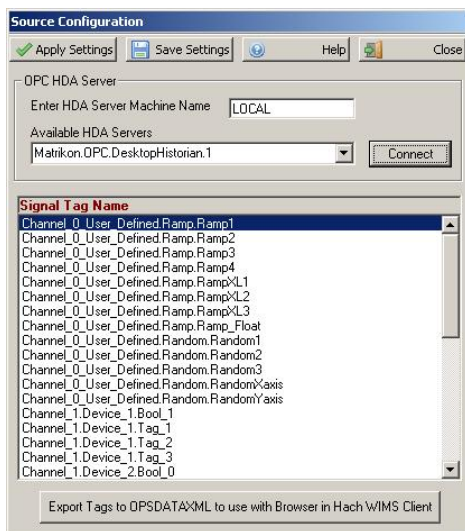 Source Configuration
Apply Settings Save Settings Help Close
OPC HDA Server
Enter HDA Server Machine Name LOCAL
Available HDA Servers
Matrikon.OPC.DesktopHistorian.1 Connect
Signal Tag Name
Channel_0_User_Defined.Ramp.Ramp1
Channel_0_User_Defined.Ramp.Ramp2
Channel_0_User_Defined.Ramp.Ramp3
Channel_0_User_Defined.Ramp.Ramp4
Channel_0_User_Defined.Ramp.RampXL1
Channel_0_User_Defined.Ramp.RampXL2
Channel_0_User_Defined.Ramp.RampXL3
Channel_0_User_Defined.Ramp.Ramp_Float
Channel_0_User_Defined.Random.Random1
Channel_0_User_Defined.Random.Random2
Channel_0_User_Defined.Random.Random3
Channel_0_User_Defined.Random.RandomXaxis
Channel_0_User_Defined.Random.RandomYaxis
Channel_1.Device_1.Bool_1
Channel_1.Device_1.Tag_1
Channel_1.Device_1.Tag_2
Channel_1.Device_1.Tag_3
Channel_1.Device_2.Bool_0
Export Tags to OPSDATAXML to use with Browser in Hach WIMS Client